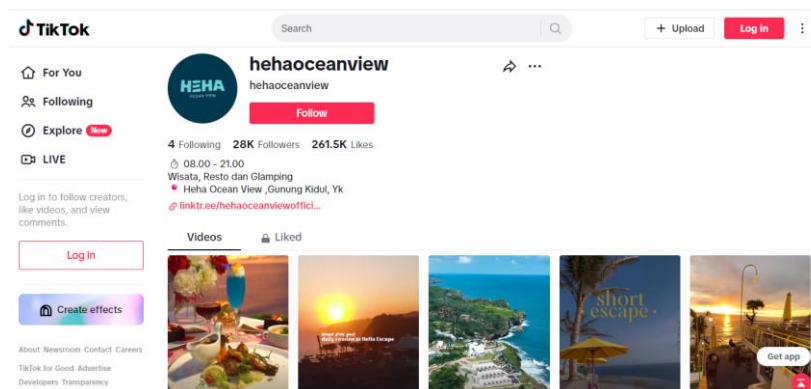 TikTok
Search
Upload
Log in
For You
Following
Explore New
LIVE
Log in to follow creators,
like videos, and view
comments.
Log in
Create effects
About Newsroom Contact Careers
TikTok for Good Advertise
Developers Transparency
HEHA
OCEAN VIEW
hehaoceanview
hehaoceanview
Follow
4 Following 28K Followers 261.5K Likes
08.00 - 21.00
Wisata, Resto dan Glamping
Heha Ocean View ,Gunung Kidul, Yk
linktr.ee/hehaoceanviewoffici...
Videos
Liked
short
escape
Get app